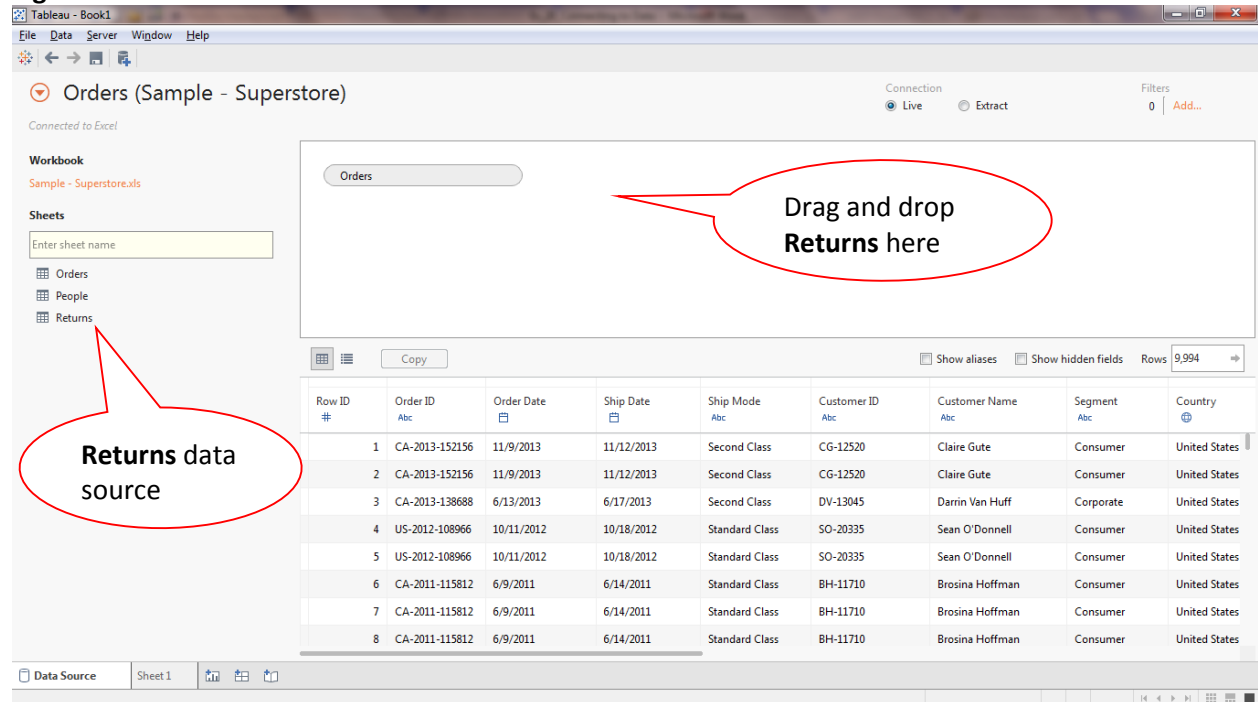 Tableau - Book1
File Data Server Window Help
Orders (Sample - Superstore)
Connection
Live Extract
Filters
0 Add...
Connected to Excel
Workbook
Sample - Superstore.xls
Sheets
Enter sheet name
Orders
People
Returns
Orders
Drag and drop
Returns here
Returns data
source
Copy
Show aliases Show hidden fields Rows 9,994
Row ID Order ID Order Date Ship Date Ship Mode Customer ID Customer Name Segment Country
# Abc Abc Abc Abc Abc
1 CA-2013-152156 11/9/2013 11/12/2013 Second Class CG-12520 Claire Gute Consumer United States
2 CA-2013-152156 11/9/2013 11/12/2013 Second Class CG-12520 Claire Gute Consumer United States
3 CA-2013-138688 6/13/2013 6/17/2013 Second Class DV-13045 Darrin Van Huff Corporate United States
4 US-2012-108966 10/11/2012 10/18/2012 Standard Class SO-20335 Sean O'Donnell Consumer United States
5 US-2012-108966 10/11/2012 10/18/2012 Standard Class SO-20335 Sean O'Donnell Consumer United States
6 CA-2011-115812 6/9/2011 6/14/2011 Standard Class BH-11710 Brosina Hoffman Consumer United States
7 CA-2011-115812 6/9/2011 6/14/2011 Standard Class BH-11710 Brosina Hoffman Consumer United States
8 CA-2011-115812 6/9/2011 6/14/2011 Standard Class BH-11710 Brosina Hoffman Consumer United States
Data Source Sheet 1